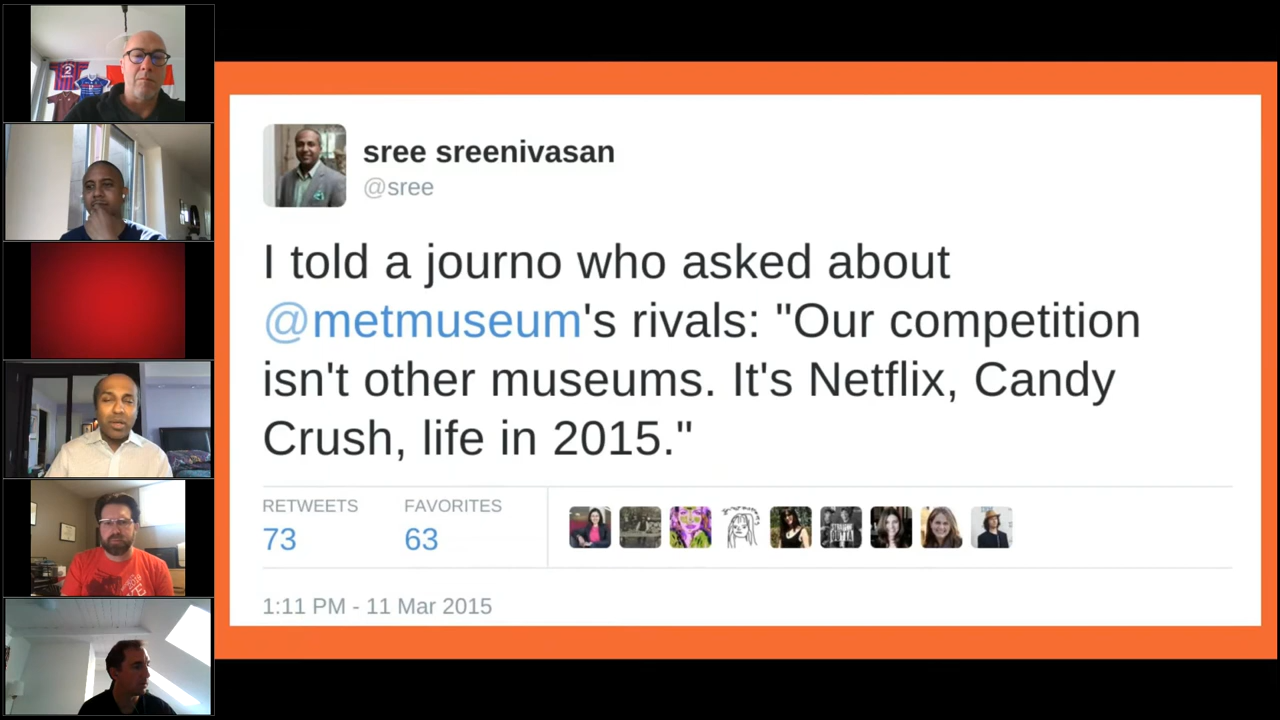 sree sreenivasan
@sree
I told a journo who asked about
@metmuseum's rivals: "Our competition
isn't other museums. It's Netflix, Candy
Crush, life in 2015."
RETWEETS FAVORITES
73 63
1:11 PM - 11 Mar 2015